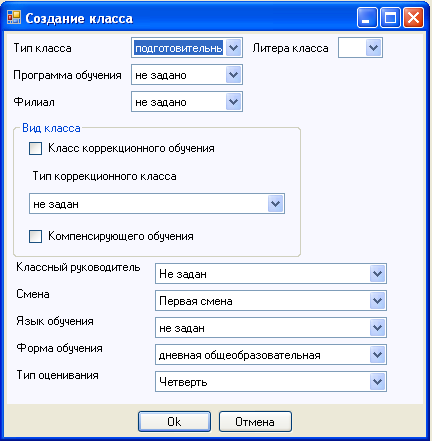 Создание класса
Тип класса подготовительнь Литера класса
Программа обучения не задано
Филиал не задано
Вид класса
Класс коррекционного обучения
Тип коррекционного класса
не задан
Компенсирующего обучения
Классный руководитель Не задан
Смена Первая смена
Язык обучения не задан
Форма обучения дневная общеобразовательная
Тип оценивания Четверть
Ok Отмена